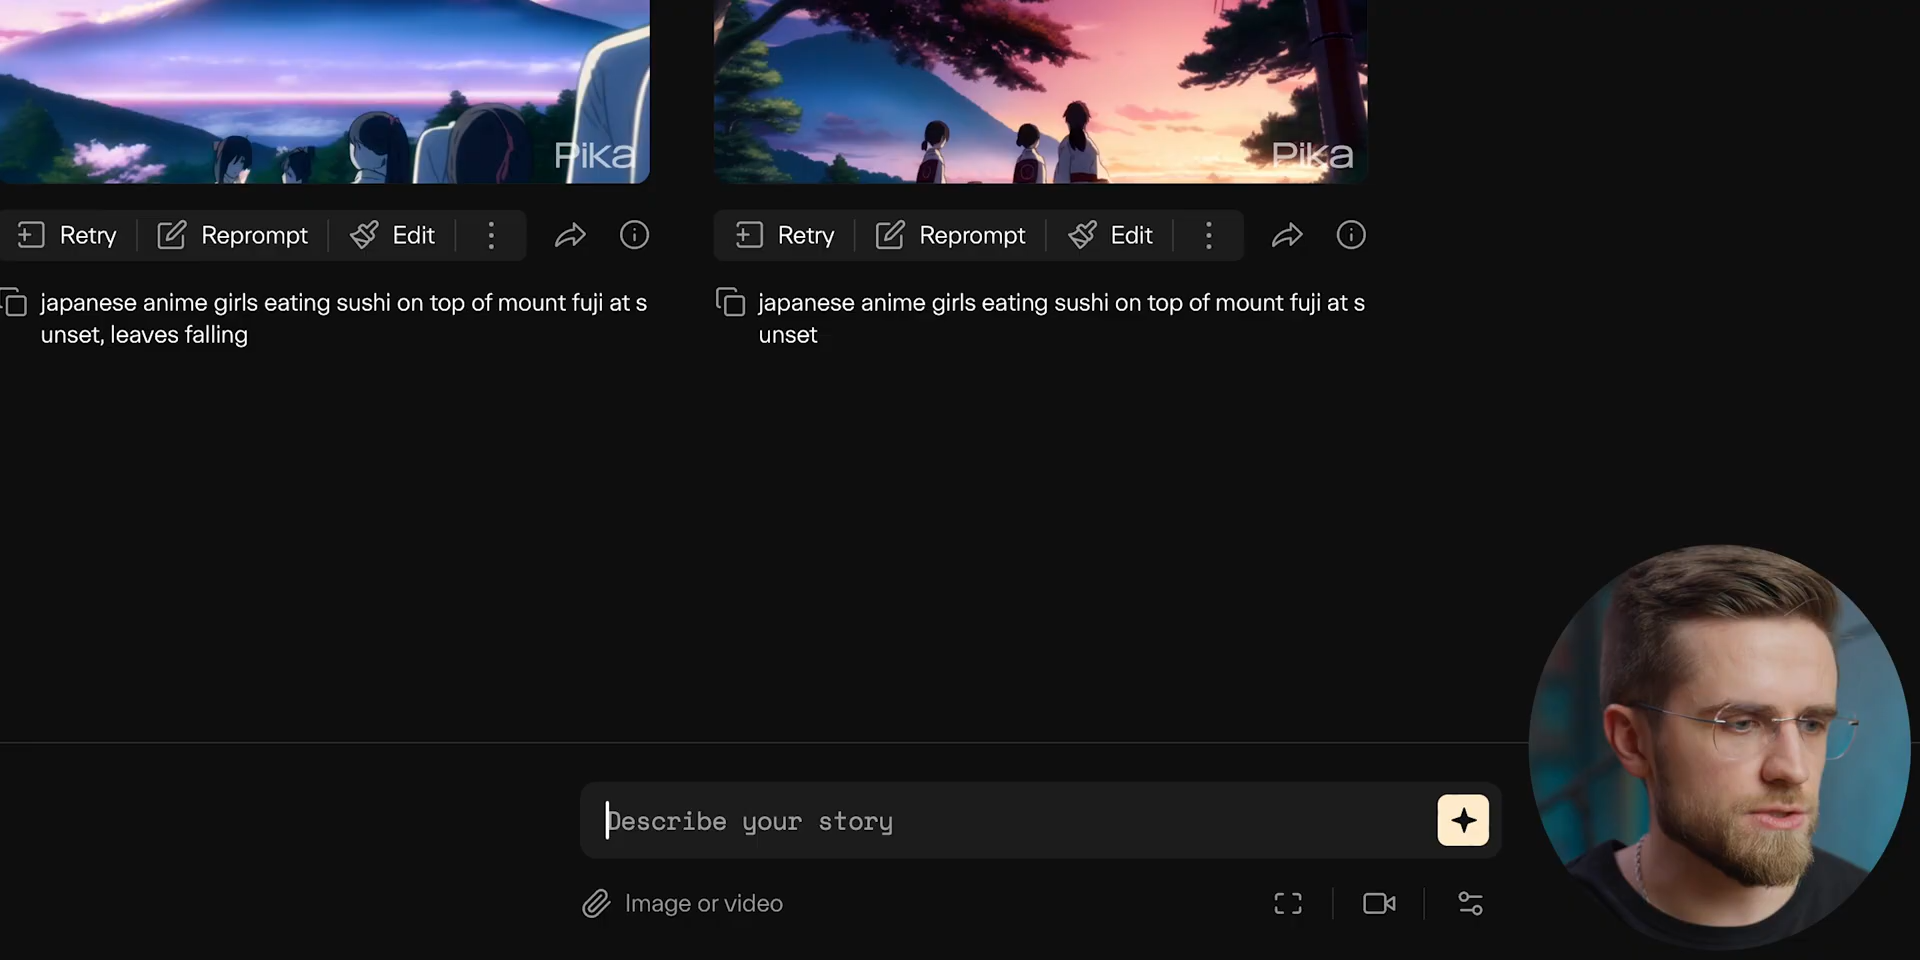 Pika
Pika
Retry
Reprompt
Edit
Retry
Reprompt
Edit
japanese anime girls eating sushi on top of mount fuji at s
unset, leaves falling
japanese anime girls eating sushi on top of mount fuji at s
unset
Describe your story
Image or video